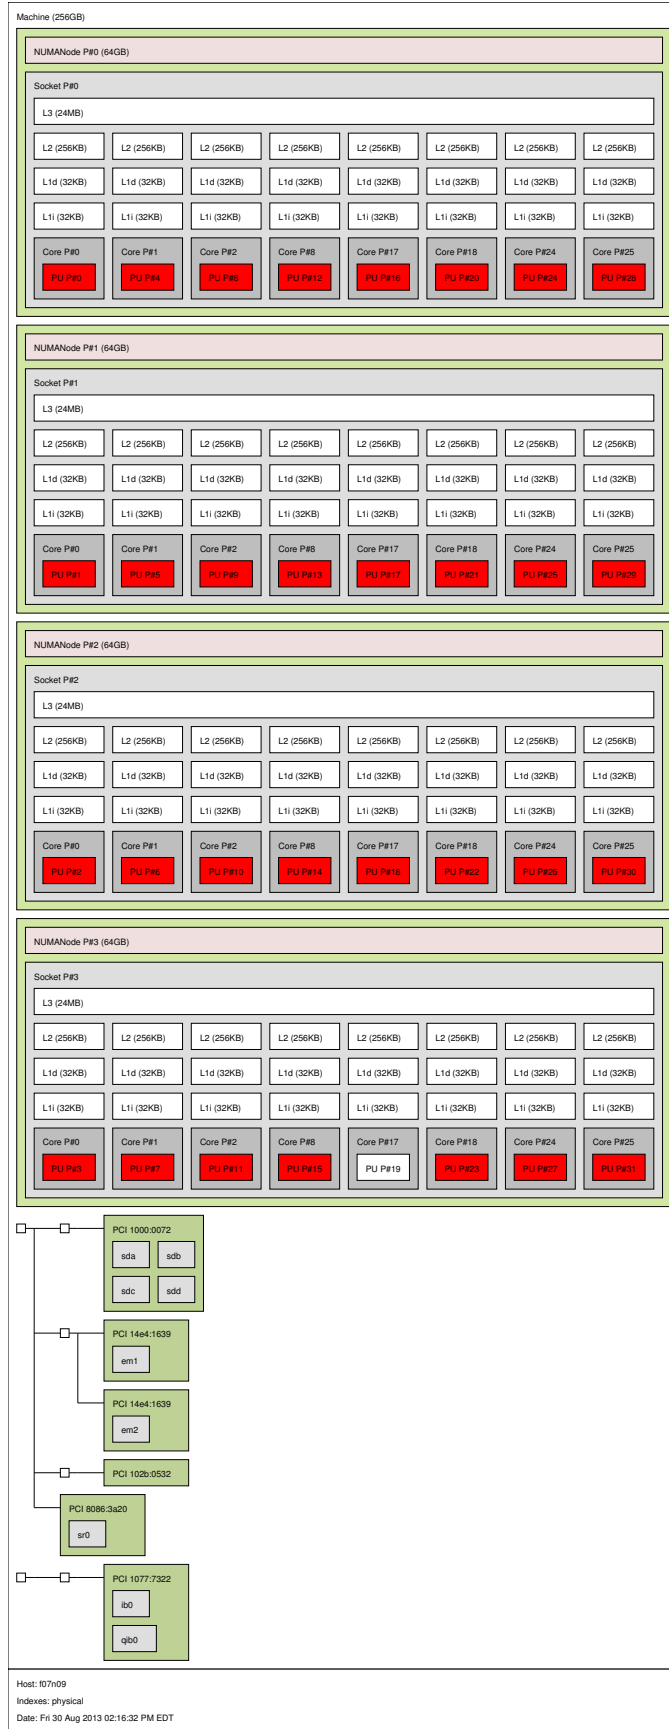 Machine (256GB)
NUMANode P#0 (64GB)
Socket P#0
L3 (24MB)
L2 (256KB) L2 (256KB) L2 (256KB) L2 (256KB) L2 (256KB) L2 (256KB) L2 (256KB) L2 (256KB)
L1d (32KB) L1d (32KB) L1d (32KB) L1d (32KB) L1d (32KB) L1d (32KB) L1d (32KB) L1d (32KB)
L1i (32KB) L1i (32KB) L1i (32KB) L1i (32KB) L1i (32KB) L1i (32KB) L1i (32KB) L1i (32KB)
Core P#0 Core P#1 Core P#2 Core P#8 Core P#17 Core P#18 Core P#24 Core P#25
PU P#0 PU P#4 PU P#8 PU P#12 PU P#16 PU P#20 PU P#24 PU P#28
NUMANode P#1 (64GB)
Socket P#1
L3 (24MB)
L2 (256KB) L2 (256KB) L2 (256KB) L2 (256KB) L2 (256KB) L2 (256KB) L2 (256KB) L2 (256KB)
L1d (32KB) L1d (32KB) L1d (32KB) L1d (32KB) L1d (32KB) L1d (32KB) L1d (32KB) L1d (32KB)
L1i (32KB) L1i (32KB) L1i (32KB) L1i (32KB) L1i (32KB) L1i (32KB) L1i (32KB) L1i (32KB)
Core P#0 Core P#1 Core P#2 Core P#8 Core P#17 Core P#18 Core P#24 Core P#25
PU P#1 PU P#5 PU P#9 PU P#13 PU P#17 PU P#21 PU P#25 PU P#29
NUMANode P#2 (64GB)
Socket P#2
L3 (24MB)
L2 (256KB) L2 (256KB) L2 (256KB) L2 (256KB) L2 (256KB) L2 (256KB) L2 (256KB) L2 (256KB)
L1d (32KB) L1d (32KB) L1d (32KB) L1d (32KB) L1d (32KB) L1d (32KB) L1d (32KB) L1d (32KB)
L1i (32KB) L1i (32KB) L1i (32KB) L1i (32KB) L1i (32KB) L1i (32KB) L1i (32KB) L1i (32KB)
Core P#0 Core P#1 Core P#2 Core P#8 Core P#17 Core P#18 Core P#24 Core P#25
PU P#2 PU P#6 PU P#10 PU P#14 PU P#18 PU P#22 PU P#26 PU P#30
NUMANode P#3 (64GB)
Socket P#3
L3 (24MB)
L2 (256KB) L2 (256KB) L2 (256KB) L2 (256KB) L2 (256KB) L2 (256KB) L2 (256KB) L2 (256KB)
L1d (32KB) L1d (32KB) L1d (32KB) L1d (32KB) L1d (32KB) L1d (32KB) L1d (32KB) L1d (32KB)
L1i (32KB) L1i (32KB) L1i (32KB) L1i (32KB) L1i (32KB) L1i (32KB) L1i (32KB) L1i (32KB)
Core P#0 Core P#1 Core P#2 Core P#8 Core P#17 Core P#18 Core P#24 Core P#25
PU P#3 PU P#7 PU P#11 PU P#15 PU P#19 PU P#23 PU P#27 PU P#31
PCI 1000:0072
sda sdb
sdc sdd
PCI 14e4:1639
em1
PCI 14e4:1639
em2
PCI 102b:0532
PCI 8086:3a20
sr0
PCI 1077:7322
ib0
qib0
Host: f07n09
Indexes: physical
Date: Fri 30 Aug 2013 02:16:32 PM EDT